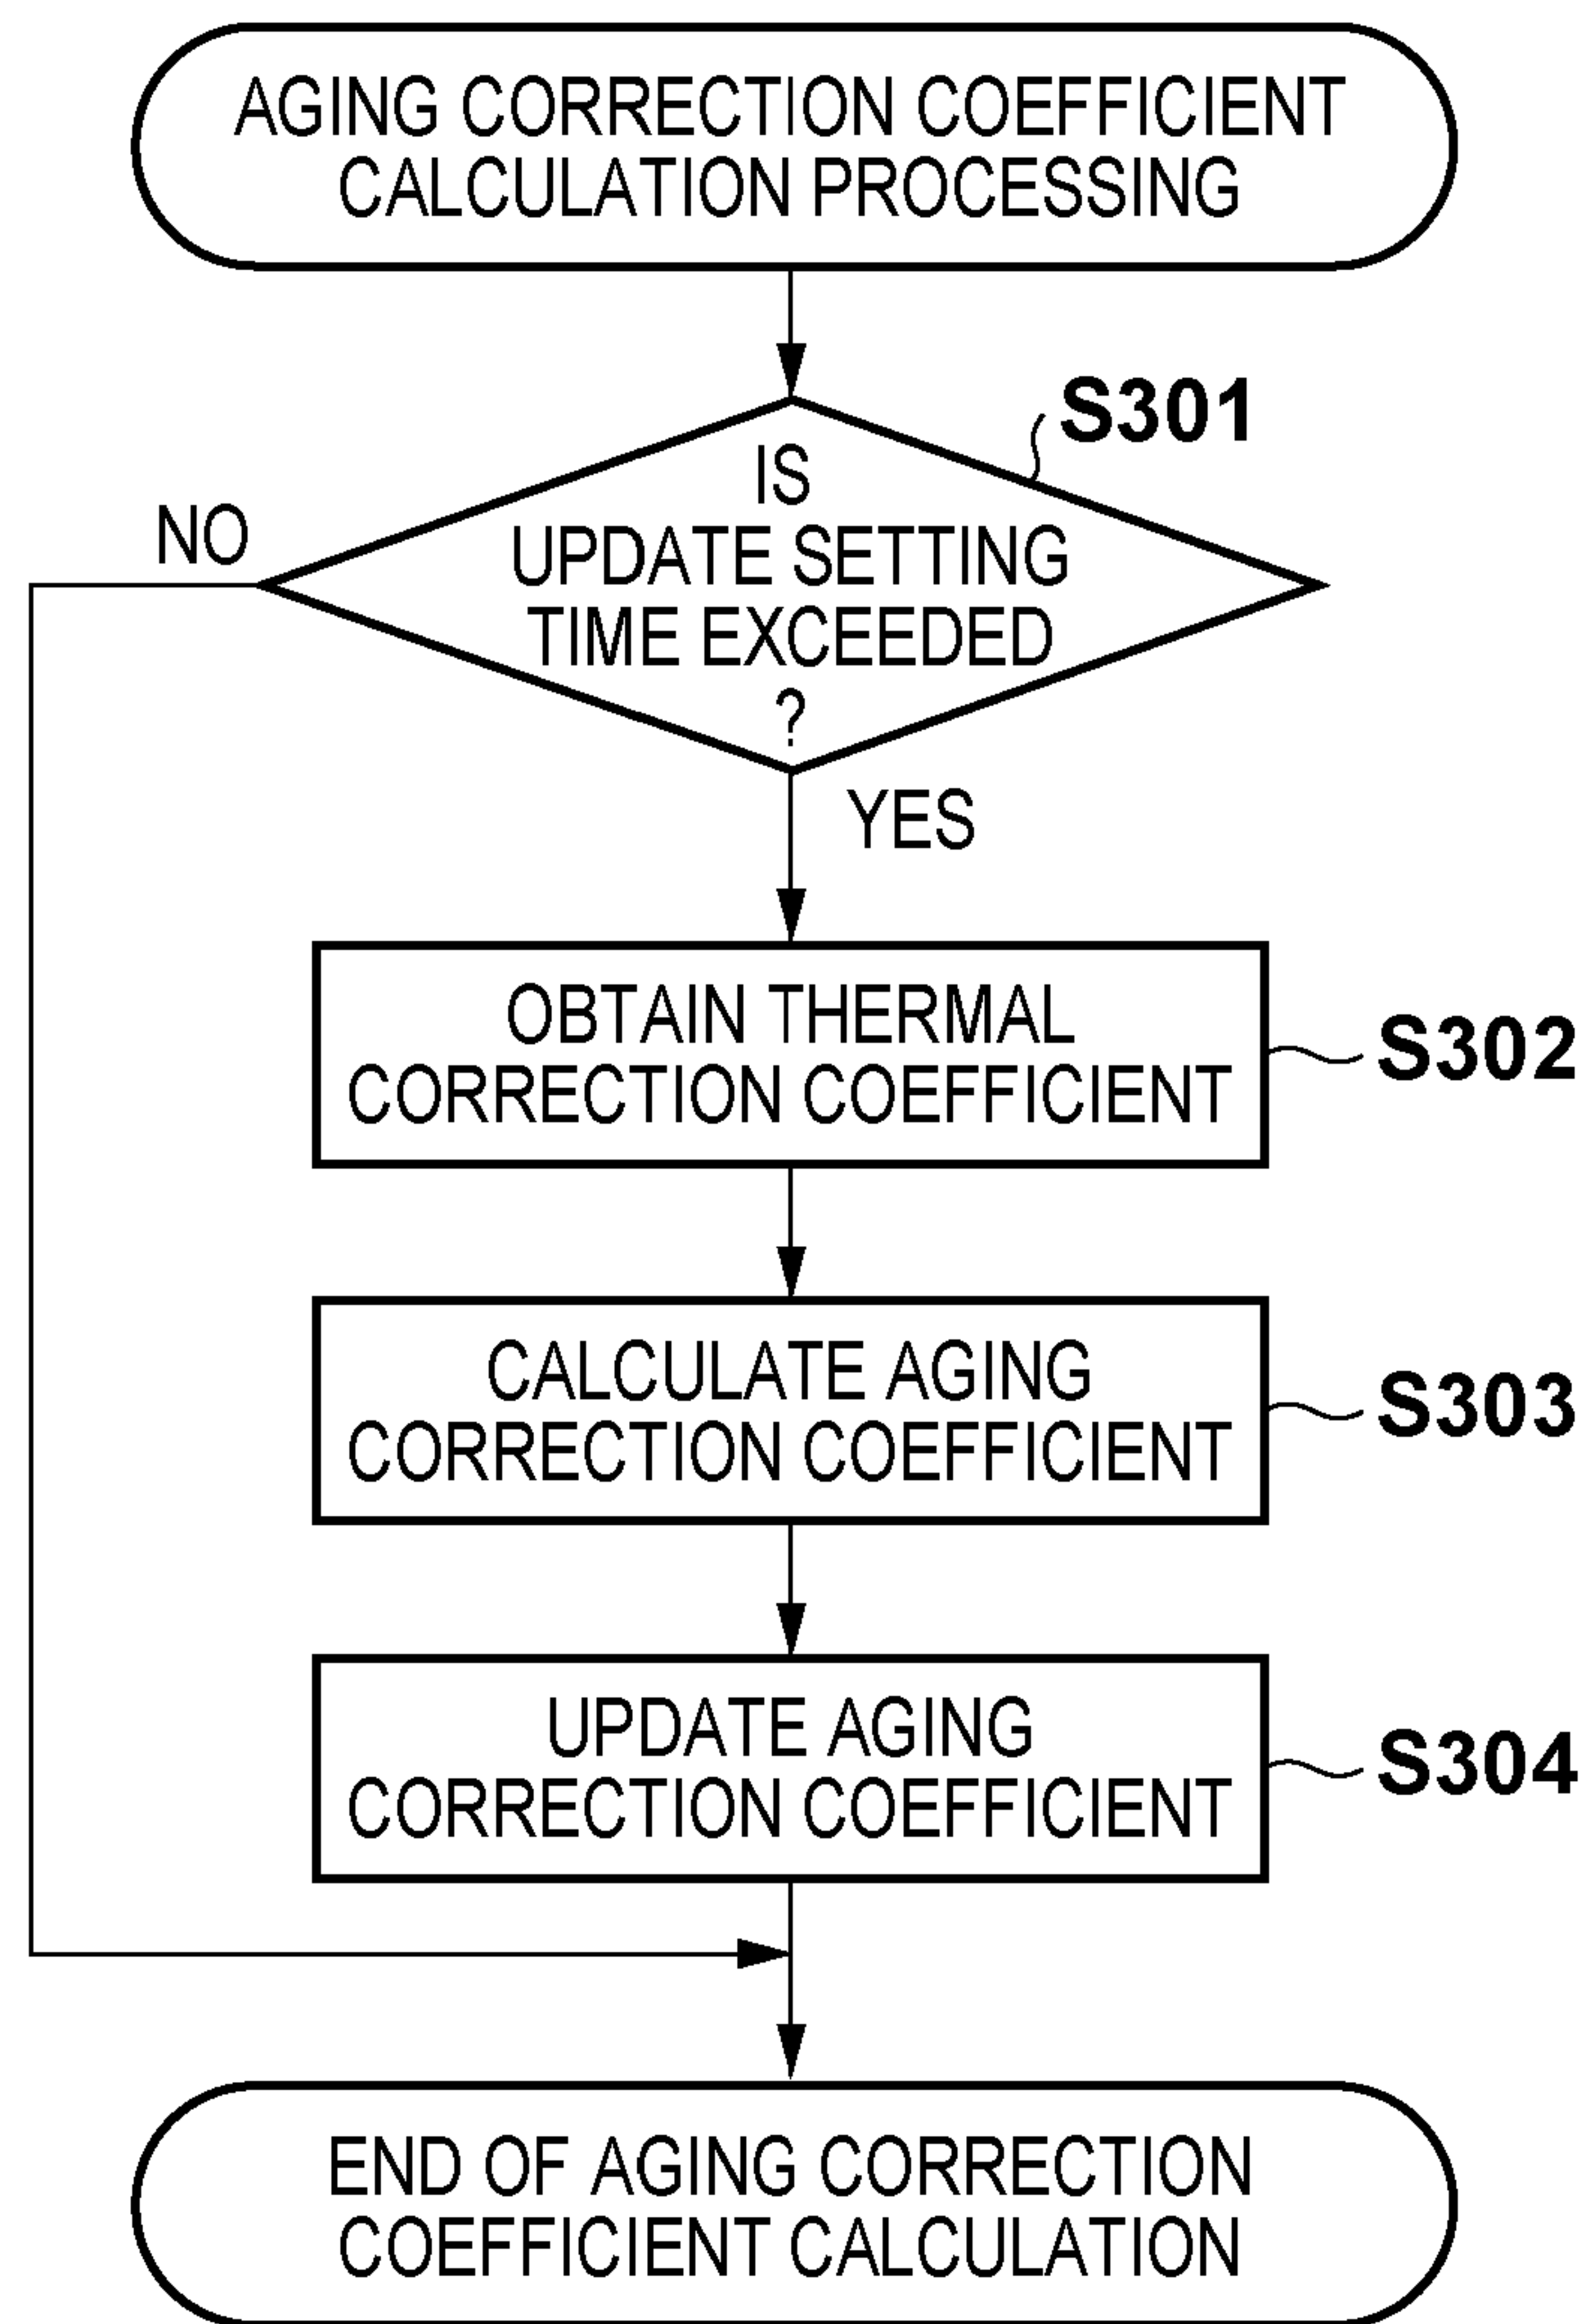 AGING CORRECTION COEFFICIENT
CALCULATION PROCESSING
S301
IS
UPDATE SETTING
TIME EXCEEDED
?
NO
YES
OBTAIN THERMAL
CORRECTION COEFFICIENT
S302
CALCULATE AGING
CORRECTION COEFFICIENT
S303
UPDATE AGING
CORRECTION COEFFICIENT
S304
END OF AGING CORRECTION
COEFFICIENT CALCULATION